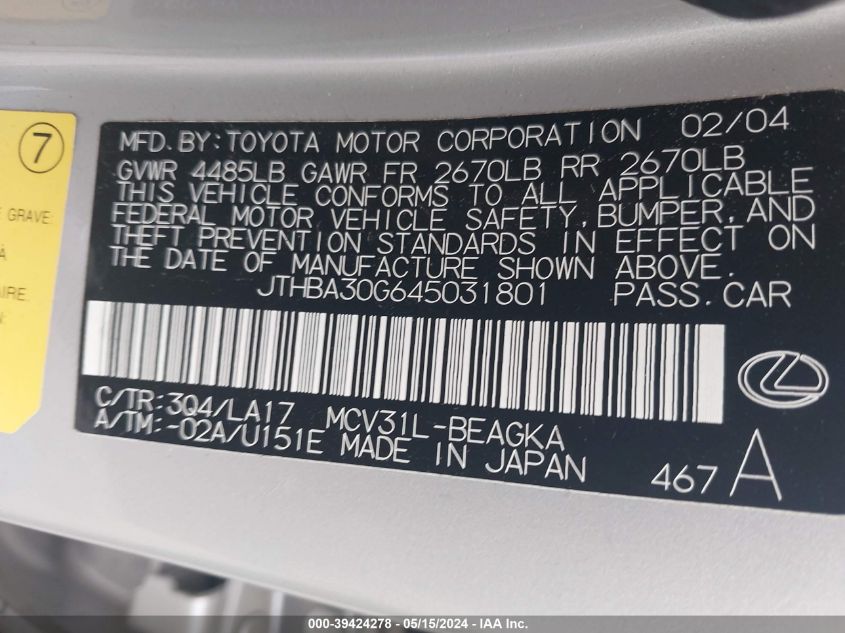 7
MFD.BY:TOYOTA MOTOR CORPORATION 02/04
GVWR 4485LB GAWR FR 2670LB RR 2670LB
THIS VEHICLE CONFORMS TO ALL APPLICABLE
FEDERAL MOTOR VEHICLE SAFETY,BUMPER,AND
THEFT PREVENTION STANDARDS IN EFFECT ON
THE DATE OF MANUFACTURE SHOWN ABOVE.
JTHBA30G645031801 PASS.CAR
GRAVE
À
AIRE.
C/TR:3Q4/LA17 MCV31L-BEAGKA
A/TM:-02A/U151E MADE IN JAPAN
467 A
000-39424278 - 05/15/2024 - IAA Inc.